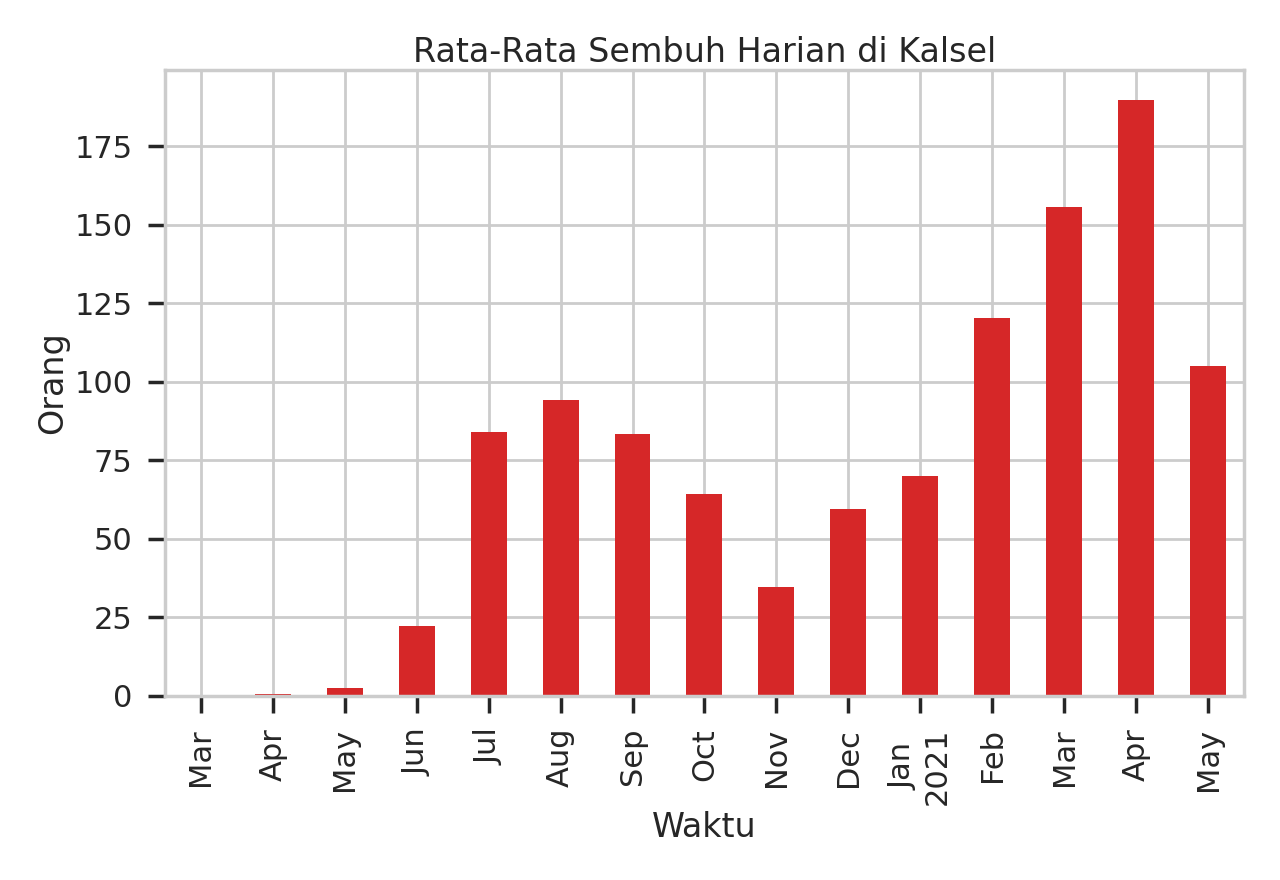 Rata-Rata Sembuh Harian di Kalsel
Orang
175
150
125
100
75
50
25
0
Mar
Apr
May
Jun
Jul
Aug
Sep
Oct
Nov
Dec
Jan
2021
Feb
Mar
Apr
May
Waktu